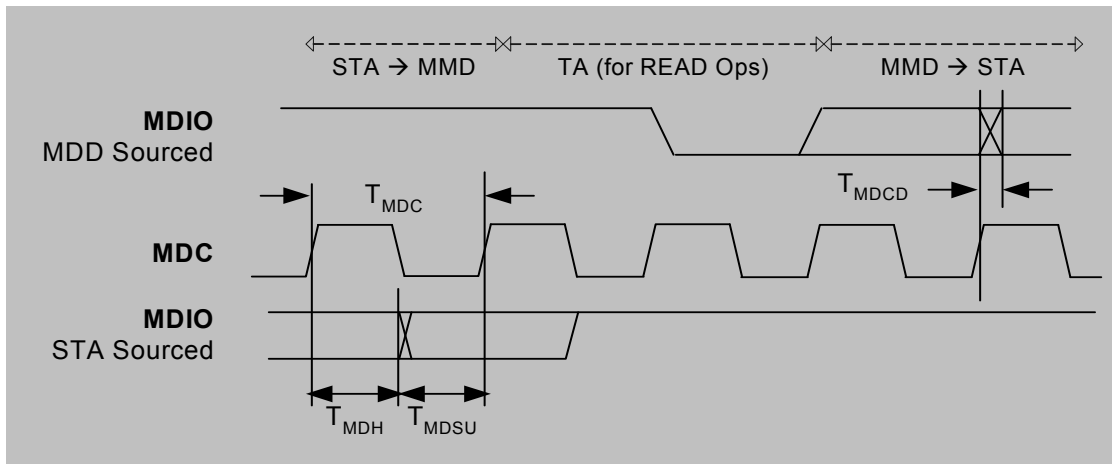 STA → MMD
TA (for READ Ops)
MMD → STA
MDIO
MDD Sourced
T_MDC
T_MDCD
MDC
MDIO
STA Sourced
T_MDH
T_MDSU